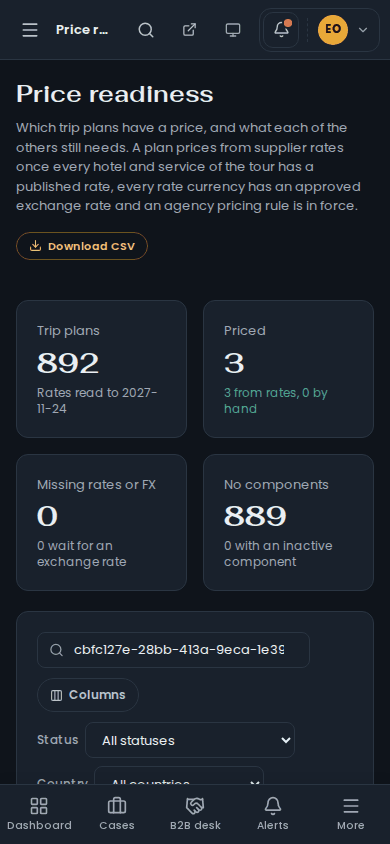 Price r...
EO
Price readiness
Which trip plans have a price, and what each of the
others still needs. A plan prices from supplier rates
once every hotel and service of the tour has a
published rate, every rate currency has an approved
exchange rate and an agency pricing rule is in force.
Download CSV
Trip plans
892
Rates read to 2027-
11-24
Priced
3
3 from rates, 0 by
hand
Missing rates or FX
0
0 wait for an
exchange rate
No components
889
0 with an inactive
component
cbfc127e-28bb-413a-9eca-1e39
Columns
Status
All statuses
Country
All countries
Dashboard
Cases
B2B desk
Alerts
More